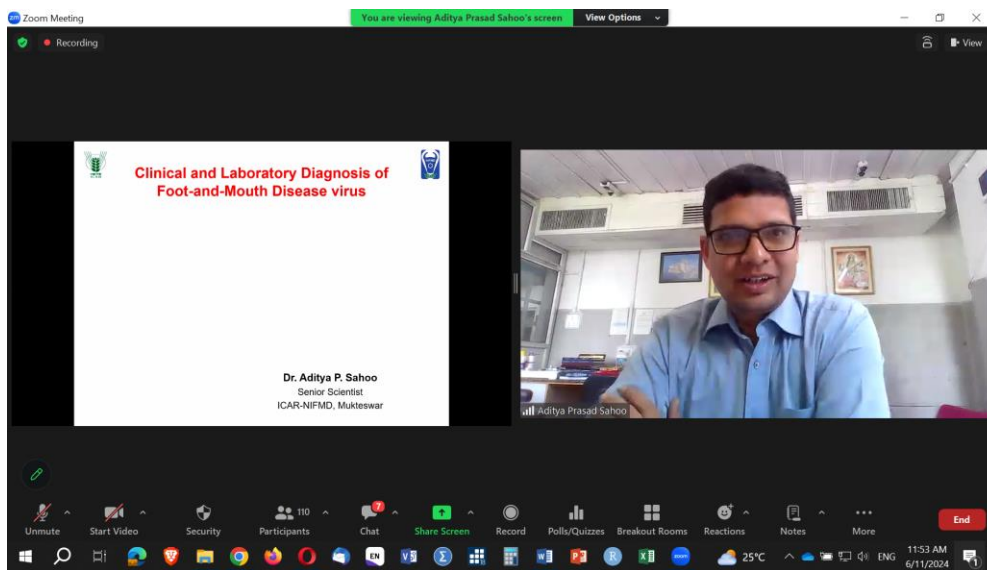 Zoom Meeting
You are viewing Aditya Prasad Sahoo's screen View Options
Recording
View
Clinical and Laboratory Diagnosis of
Foot-and-Mouth Disease virus
Dr. Aditya P. Sahoo
Senior Scientist
ICAR-NIFMD, Mukteswar
Aditya Prasad Sahoo
110
7
Unmute Start Video Security Participants Chat Share Screen Record Polls/Quizzes Breakout Rooms Reactions Notes More End
EN
25°C
ENG
11:53 AM
6/11/2024
1